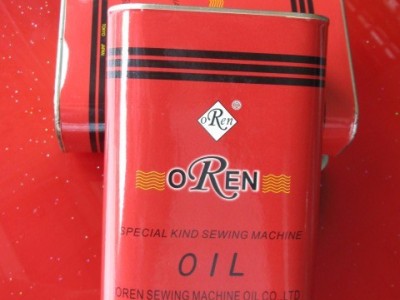 oRen ®
OREN
SPECIAL KIND SEWING MACHINE
OIL
OREN SEWING MACHINE OIL CO.,LTD